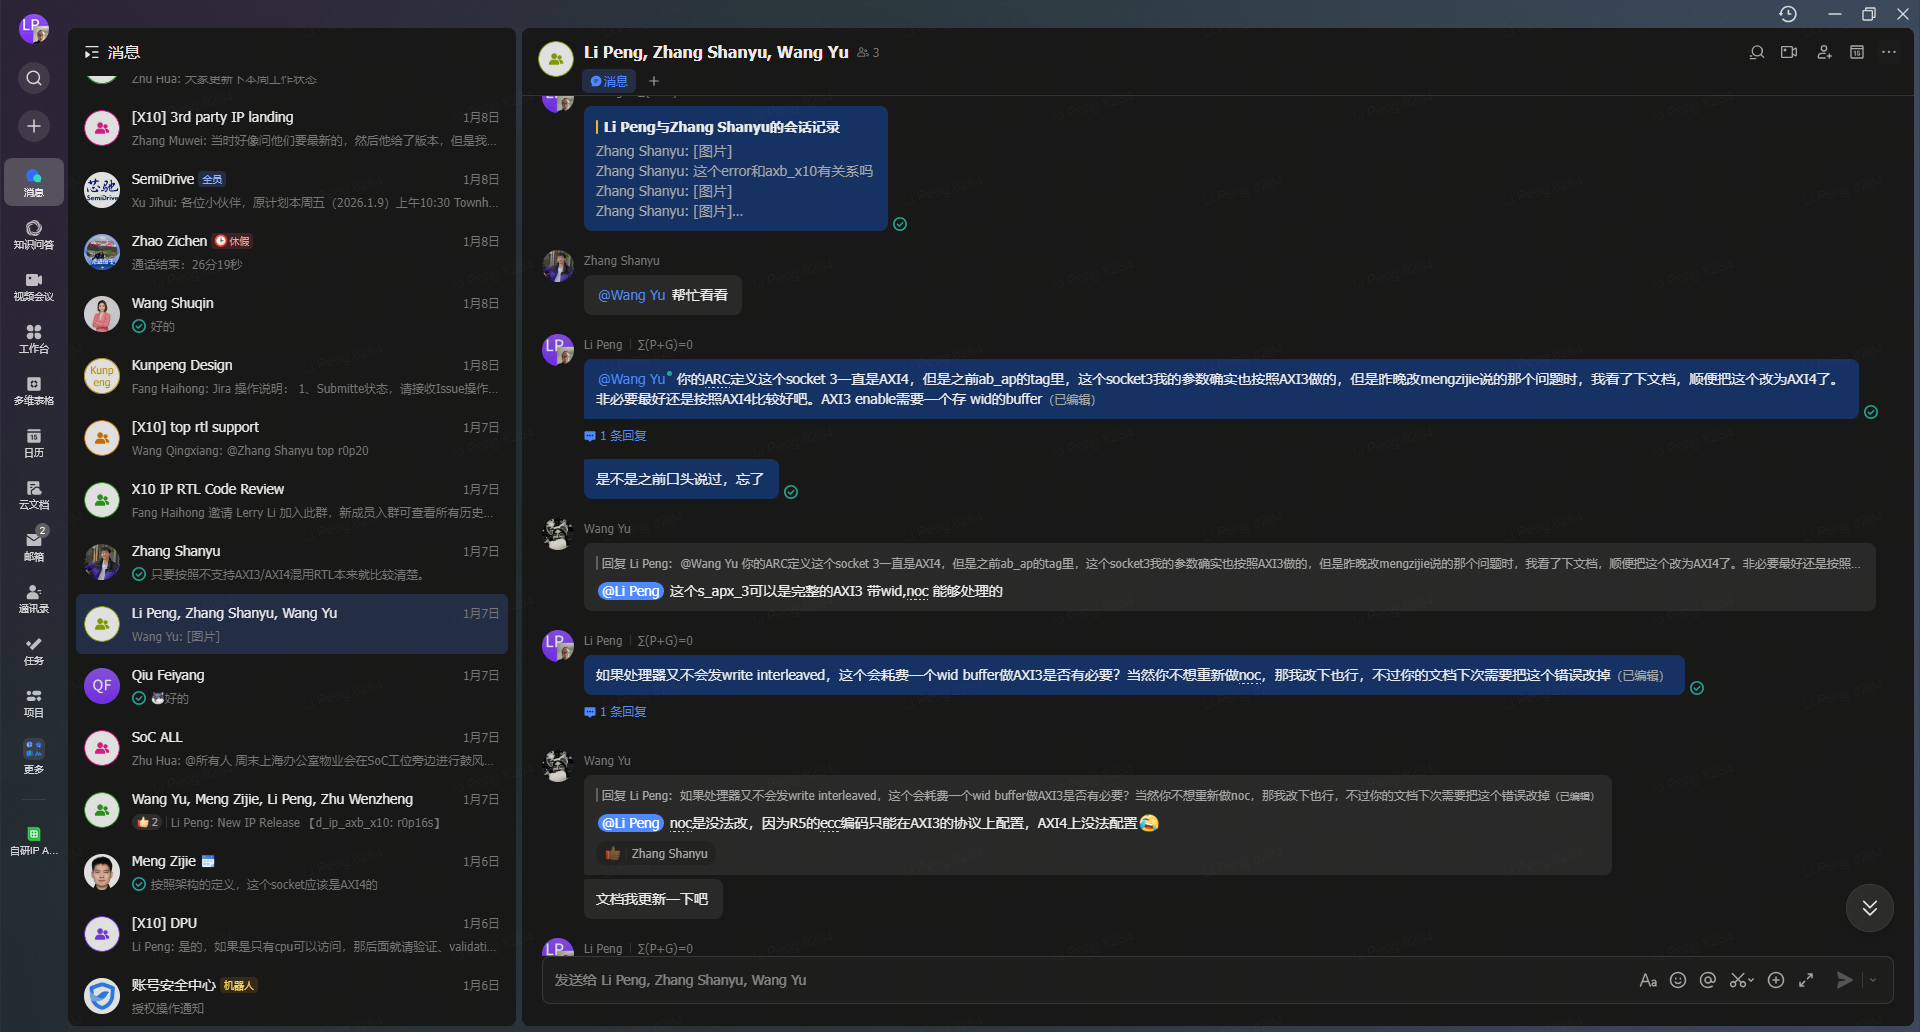 LP
消息
知识问答
视频会议
工作台
多维表格
15
日历
云文档
2
邮箱
通讯录
任务
项目
更多
自研IP A...
消息
Zhu Hua: 大家更新下本周工作状态
[X10] 3rd party IP landing 1月8日
Zhang Muwei: 当时好像问他们要最新的，然后他给了版本，但是我...
芯驰 SemiDrive
SemiDrive 全员 1月8日
Xu Jihui: 各位小伙伴，原计划本周五（2026.1.9）上午10:30 Townh...
Zhao Zichen 休假 1月8日
通话结束：26分19秒
Wang Shuqin 1月8日
好的
Kunp eng
Kunpeng Design 1月8日
Fang Haihong: Jira 操作说明： 1、Submitte状态，请接收Issue操作...
[X10] top rtl support 1月7日
Wang Qingxiang: @Zhang Shanyu top r0p20
X10 IP RTL Code Review 1月7日
Fang Haihong 邀请 Lerry Li 加入此群，新成员入群可查看所有历史...
Zhang Shanyu 1月7日
只要按照不支持AXI3/AXI4混用RTL本来就比较清楚。
Li Peng, Zhang Shanyu, Wang Yu 1月7日
Wang Yu: [图片]
QF
Qiu Feiyang 1月7日
好的
SoC ALL 1月7日
Zhu Hua: @所有人 周末上海办公室物业会在SoC工位旁边进行鼓风...
Wang Yu, Meng Zijie, Li Peng, Zhu Wenzheng 1月7日
2 | Li Peng: New IP Release 【d_ip_axb_x10: r0p16s】
Meng Zijie 1月6日
按照架构的定义，这个socket应该是AXI4的
[X10] DPU 1月6日
Li Peng: 是的，如果是只有cpu可以访问，那后面就请验证、validati...
账号安全中心 机器人 1月6日
授权操作通知
Li Peng, Zhang Shanyu, Wang Yu 3
消息
Li Peng与Zhang Shanyu的会话记录
Zhang Shanyu: [图片]
Zhang Shanyu: 这个error和axb_x10有关系吗
Zhang Shanyu: [图片]
Zhang Shanyu: [图片]...
Zhang Shanyu
@Wang Yu 帮忙看看
LP
Li Peng | Σ(P+G)=0
@Wang Yu 你的ARC定义这个socket 3一直是AXI4，但是之前ab_ap的tag里，这个socket3我的参数确实也按照AXI3做的，但是昨晚改mengzijie说的那个问题时，我看了下文档，顺便把这个改为AXI4了。
非必要最好还是按照AXI4比较好吧。AXI3 enable需要一个存 wid的buffer（已编辑）
1 条回复
是不是之前口头说过，忘了
Wang Yu
回复 Li Peng: @Wang Yu 你的ARC定义这个socket 3一直是AXI4，但是之前ab_ap的tag里，这个socket3我的参数确实也按照AXI3做的，但是昨晚改mengzijie说的那个问题时，我看了下文档，顺便把这个改为AXI4了。非必要最好还是按照...
@Li Peng 这个s_apx_3可以是完整的AXI3 带wid,noc 能够处理的
LP
Li Peng | Σ(P+G)=0
如果处理器又不会发write interleaved，这个会耗费一个wid buffer做AXI3是否有必要？当然你不想重新做noc，那我改下也行，不过你的文档下次需要把这个错误改掉（已编辑）
1 条回复
Wang Yu
回复 Li Peng: 如果处理器又不会发write interleaved，这个会耗费一个wid buffer做AXI3是否有必要？当然你不想重新做noc，那我改下也行，不过你的文档下次需要把这个错误改掉（已编辑）
@Li Peng noc是没法改，因为R5的ecc编码只能在AXI3的协议上配置，AXI4上没法配置
Zhang Shanyu
文档我更新一下吧
LP
Li Peng | Σ(P+G)=0
发送给 Li Peng, Zhang Shanyu, Wang Yu
Aa